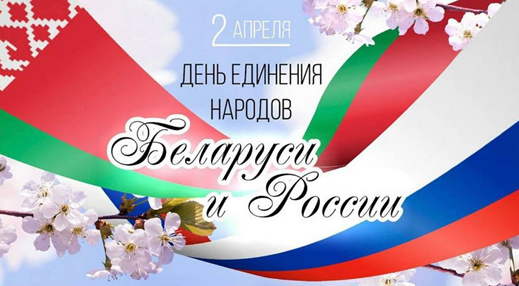 2 АПРЕЛЯ
ДЕНЬ ЕДИНЕНИЯ
НАРОДОВ
Беларуси
и России